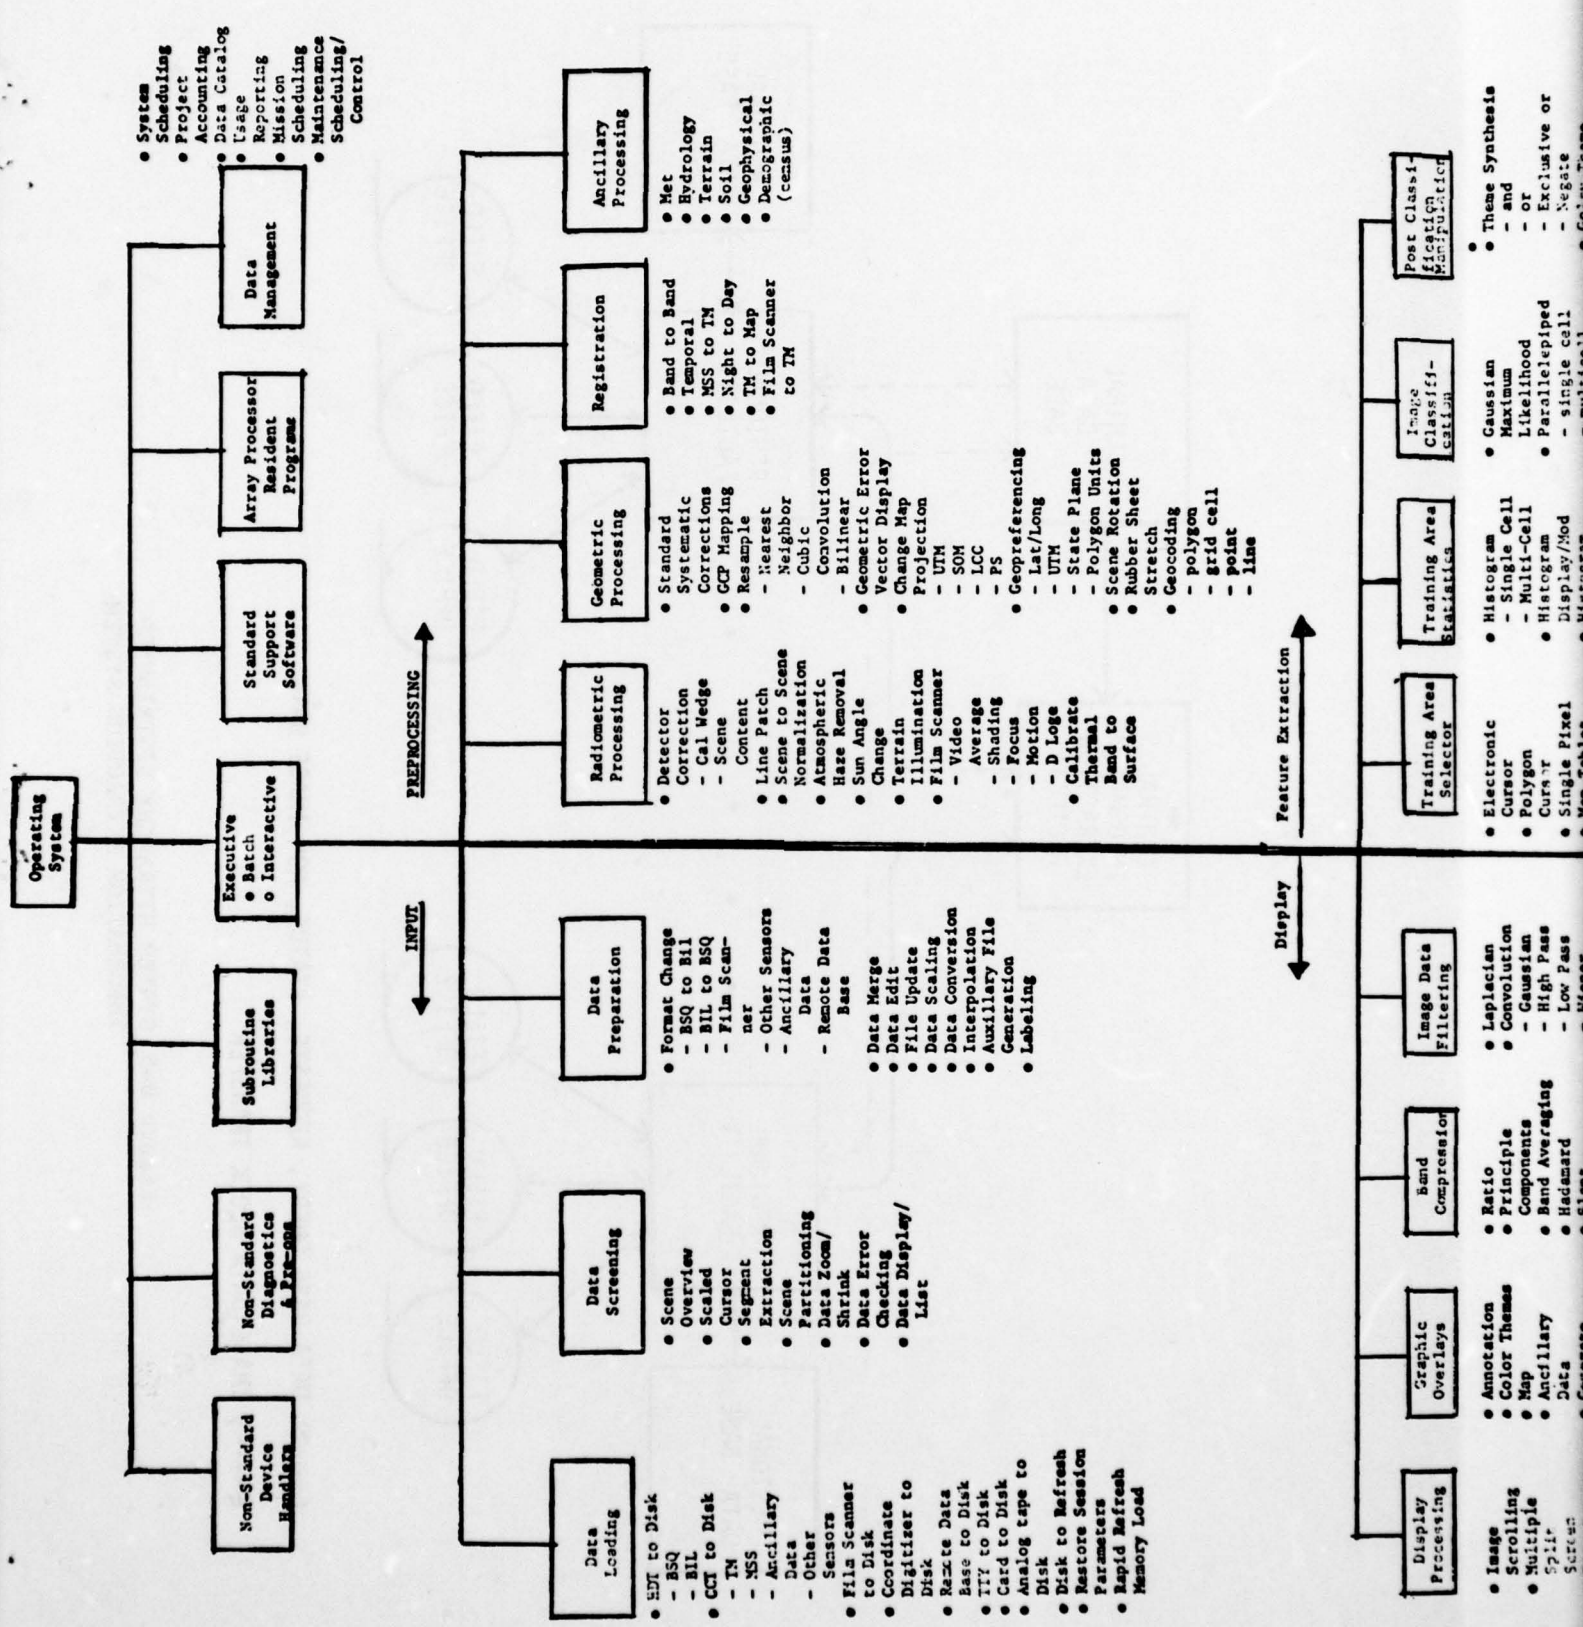 Operating
System
Non-Standard
Device
Handlers
Non-Standard
Diagnostics
& Pre-ops
Subroutine
Libraries
Executive
• Batch
o Interactive
Standard
Support
Software
Array Processor
Resident
Programs
Data
Management
• System
Scheduling
• Project
Accounting
• Data Catalog
• Usage
Reporting
• Mission
Scheduling
• Maintenance
Scheduling/
Control
INPUT
PREPROCESSING
Data
Loading
• HDT to Disk
- BSQ
- BIL
• CCT to Disk
- TM
- MSS
- Ancillary
Data
- Other
Sensors
• Film Scanner
to Disk
• Coordinate
Digitizer to
Disk
• Remote Data
Base to Disk
• TTY to Disk
• Card to Disk
• Analog tape to
Disk
• Disk to Refresh
• Restore Session
Parameters
• Rapid Refresh
Memory Load
Data
Screening
• Scene
Overview
• Scaled
Cursor
• Segment
Extraction
• Scene
Partitioning
• Data Zoom/
Shrink
• Data Error
Checking
• Data Display/
List
Data
Preparation
• Format Change
- BSQ to Bil
- BIL to BSQ
- Film Scan-
ner
- Other Sensors
- Ancillary
Data
- Remote Data
Base
• Data Merge
• Data Edit
• File Update
• Data Scaling
• Data Conversion
• Interpolation
• Auxillary File
Generation
• Labeling
Radiometric
Processing
• Detector
Correction
- Cal Wedge
- Scene
Content
• Line Patch
• Scene to Scene
Normalization
• Atmospheric
Haze Removal
• Sun Angle
Change
• Terrain
Illumination
• Film Scanner
- Video
Average
- Shading
- Focus
- Motion
- D Loge
• Calibrate
Thermal
Band to
Surface
Geometric
Processing
• Standard
Systematic
Corrections
• GCP Mapping
• Resample
- Nearest
Neighbor
- Cubic
Convolution
- Bilinear
• Geometric Error
Vector Display
• Change Map
Projection
- UTM
- SOM
- LCC
- PS
• Geopreferencing
- Lat/Long
- UTM
- State Plane
- Polygon Units
• Scene Rotation
• Rubber Sheet
Stretch
• Geocoding
- polygon
- grid cell
- point
- line
Registration
• Band to Band
• Temporal
• MSS to TM
• Night to Day
• TM to Map
• Film Scanner
to TM
Ancillary
Processing
• Met
• Hydrology
• Terrain
• Soil
• Geophysical
• Demographic
(census)
Display
Feature Extraction
Display
Processing
• Image
Scrolling
• Multiple
Split
Screen
Graphic
Overlays
• Annotation
• Color Themes
• Map
• Ancillary
Data
Band
Compression
• Ratio
• Principle
Components
• Band Averaging
• Hadamard
Image Data
Filtering
• Laplacian
• Convolution
- Gaussian
- High Pass
- Low Pass
Training Area
Selector
• Electronic
Cursor
• Polygon
Cursor
• Single Pixel
Training Area
Statistics
• Histogram
- Single Cell
- Multi-Cell
• Histogram
Display/Mod
Image
Classifi-
cation
• Gaussian
Maximum
Likelihood
• Parallelepiped
- single cell
Post Classi-
fication
Manipulation
• Theme Synthesis
- and
- or
- Exclusive or
- Negate